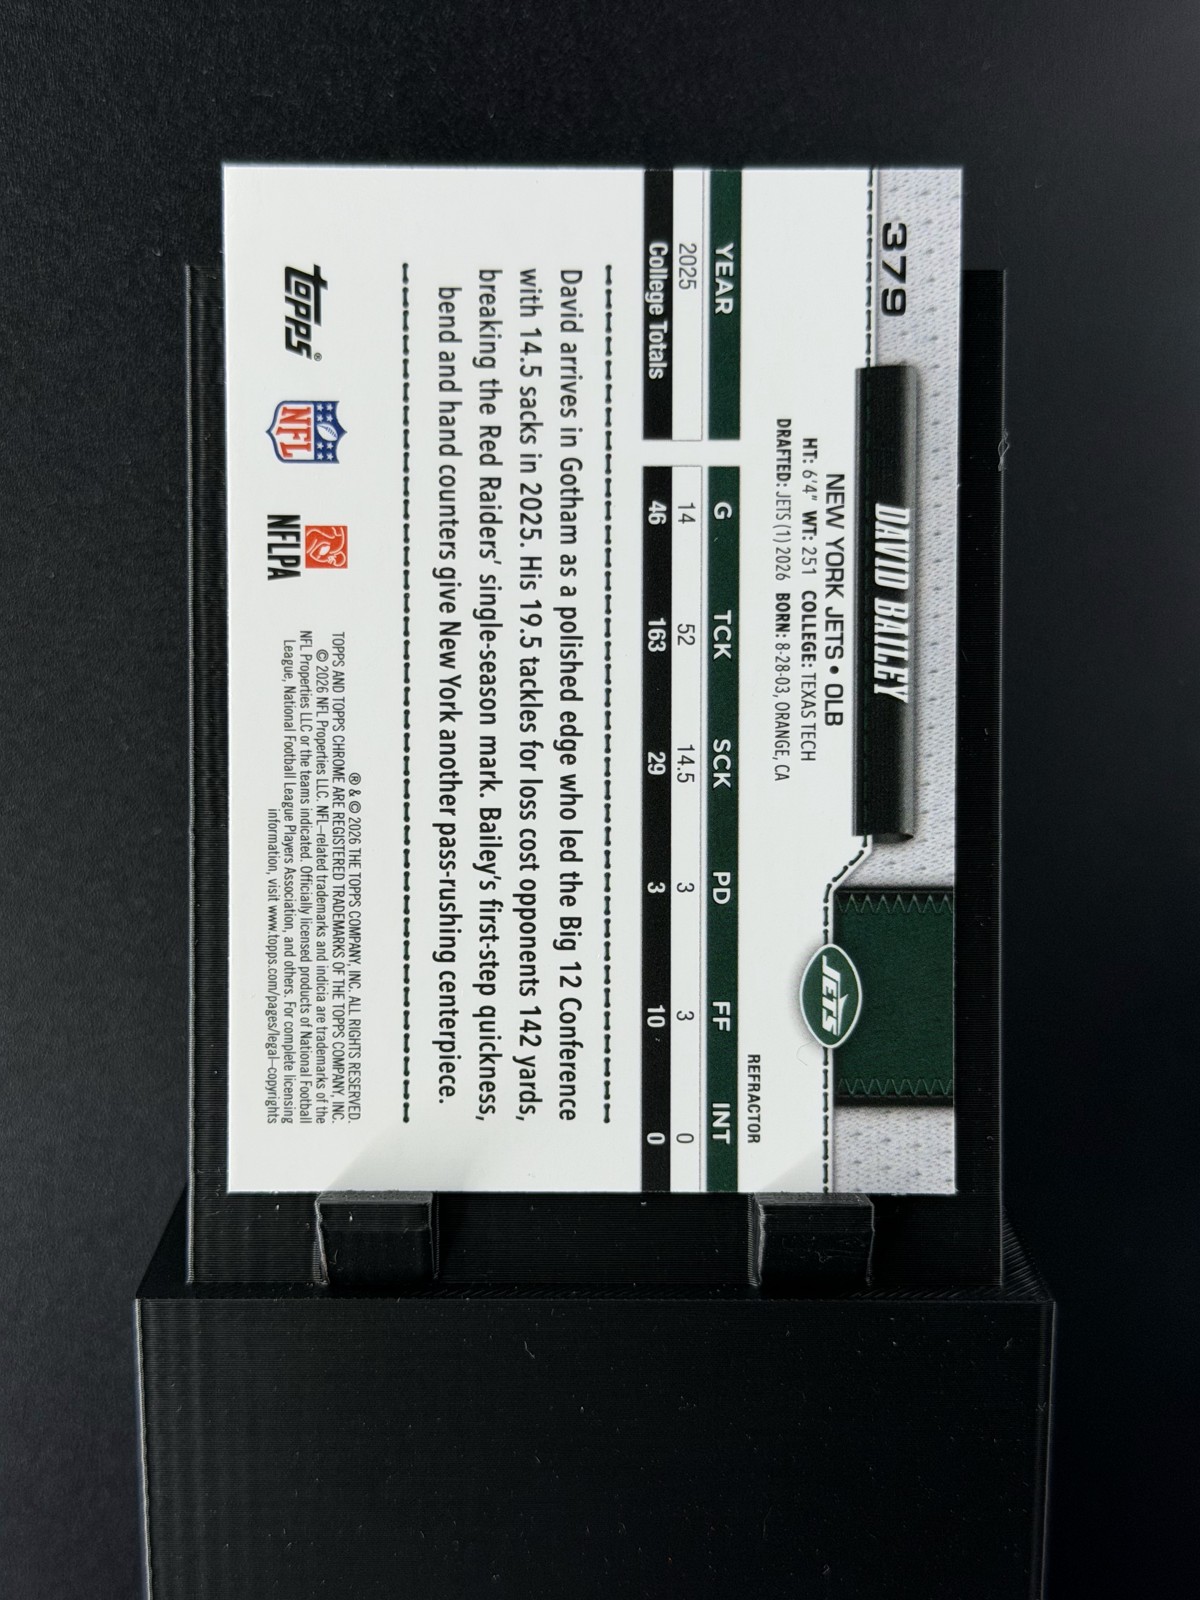 379
DAVID BAILEY
JETS
NEW YORK JETS • OLB
HT: 6'4" WT: 251 COLLEGE: TEXAS TECH
DRAFTED: JETS (1) 2026 BORN: 8-28-03, ORANGE, CA
REFRACTOR
YEAR G TCK SCK PD FF INT
2025 14 52 14.5 3 3 0
College Totals 46 163 29 3 10 0
David arrives in Gotham as a polished edge who led the Big 12 Conference
with 14.5 sacks in 2025. His 19.5 tackles for loss cost opponents 142 yards,
breaking the Red Raiders' single-season mark. Bailey's first-step quickness,
bend and hand counters give New York another pass-rushing centerpiece.
topps®
NFL
NFLPA
® & © 2026 THE TOPPS COMPANY, INC. ALL RIGHTS RESERVED.
TOPPS AND TOPPS CHROME ARE REGISTERED TRADEMARKS OF THE TOPPS COMPANY, INC.
© 2026 NFL Properties LLC. NFL-related trademarks and indicia are trademarks of the
NFL Properties LLC or the teams indicated. Officially licensed products of National Football
League, National Football League Players Association, and others. For complete licensing
information, visit www.topps.com/pages/legal-copyrights